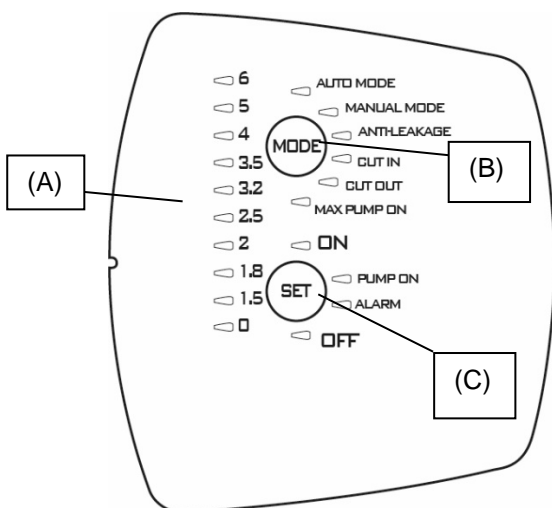 6
5
4
3.5
3.2
2.5
2
1.8
1.5
0
AUTO MODE
MANUAL MODE
ANTI-LEAKAGE
MODE
CUT IN
CUT OUT
MAX PUMP ON
ON
PUMP ON
SET
ALARM
OFF
(A)
(B)
(C)